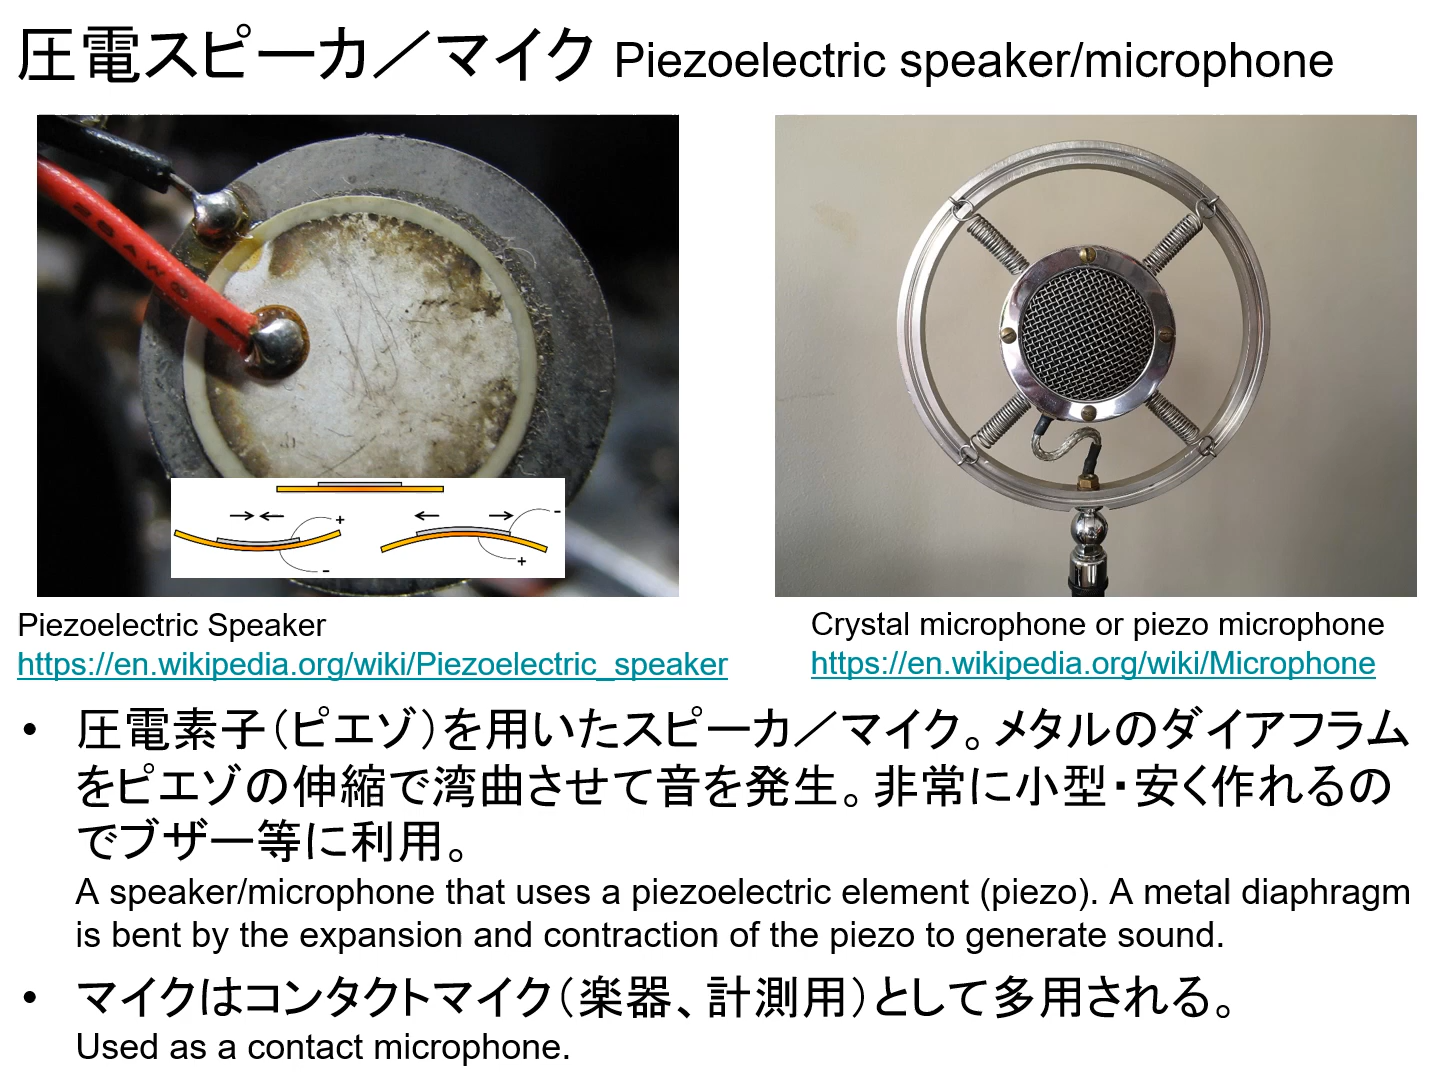 圧電スピーカ／マイク Piezoelectric speaker/microphone
28AWG
+
-
-
+
Piezoelectric Speaker
https://en.wikipedia.org/wiki/Piezoelectric_speaker
Crystal microphone or piezo microphone
https://en.wikipedia.org/wiki/Microphone
• 圧電素子（ピエゾ）を用いたスピーカ／マイク。メタルのダイアフラム
をピエゾの伸縮で湾曲させて音を発生。非常に小型・安く作れるの
でブザー等に利用。
A speaker/microphone that uses a piezoelectric element (piezo). A metal diaphragm
is bent by the expansion and contraction of the piezo to generate sound.
• マイクはコンタクトマイク（楽器、計測用）として多用される。
Used as a contact microphone.